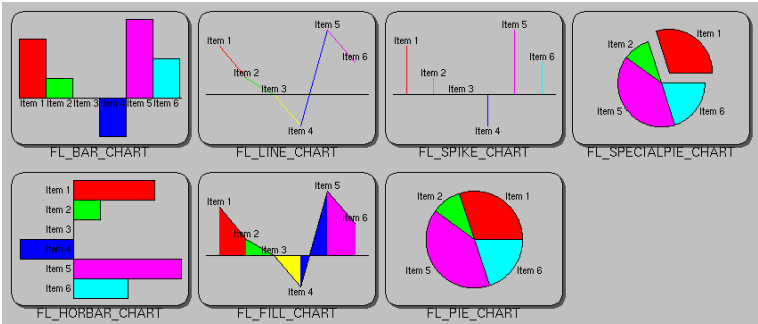 Item 1 Item 2 Item 3 Item 4 Item 5 Item 6
FL_BAR_CHART
Item 5
Item 1
Item 6
Item 2
Item 3
Item 4
FL_LINE_CHART
Item 5
Item 1
Item 6
Item 2
Item 3
Item 4
FL_SPIKE_CHART
Item 1
Item 2
Item 5
Item 6
FL_SPECIALPIE_CHART
Item 1
Item 2
Item 3
Item 4
Item 5
Item 6
FL_HORBAR_CHART
Item 5
Item 1
Item 6
Item 2
Item 3
Item 4
FL_FILL_CHART
Item 2
Item 1
Item 5
Item 6
FL_PIE_CHART